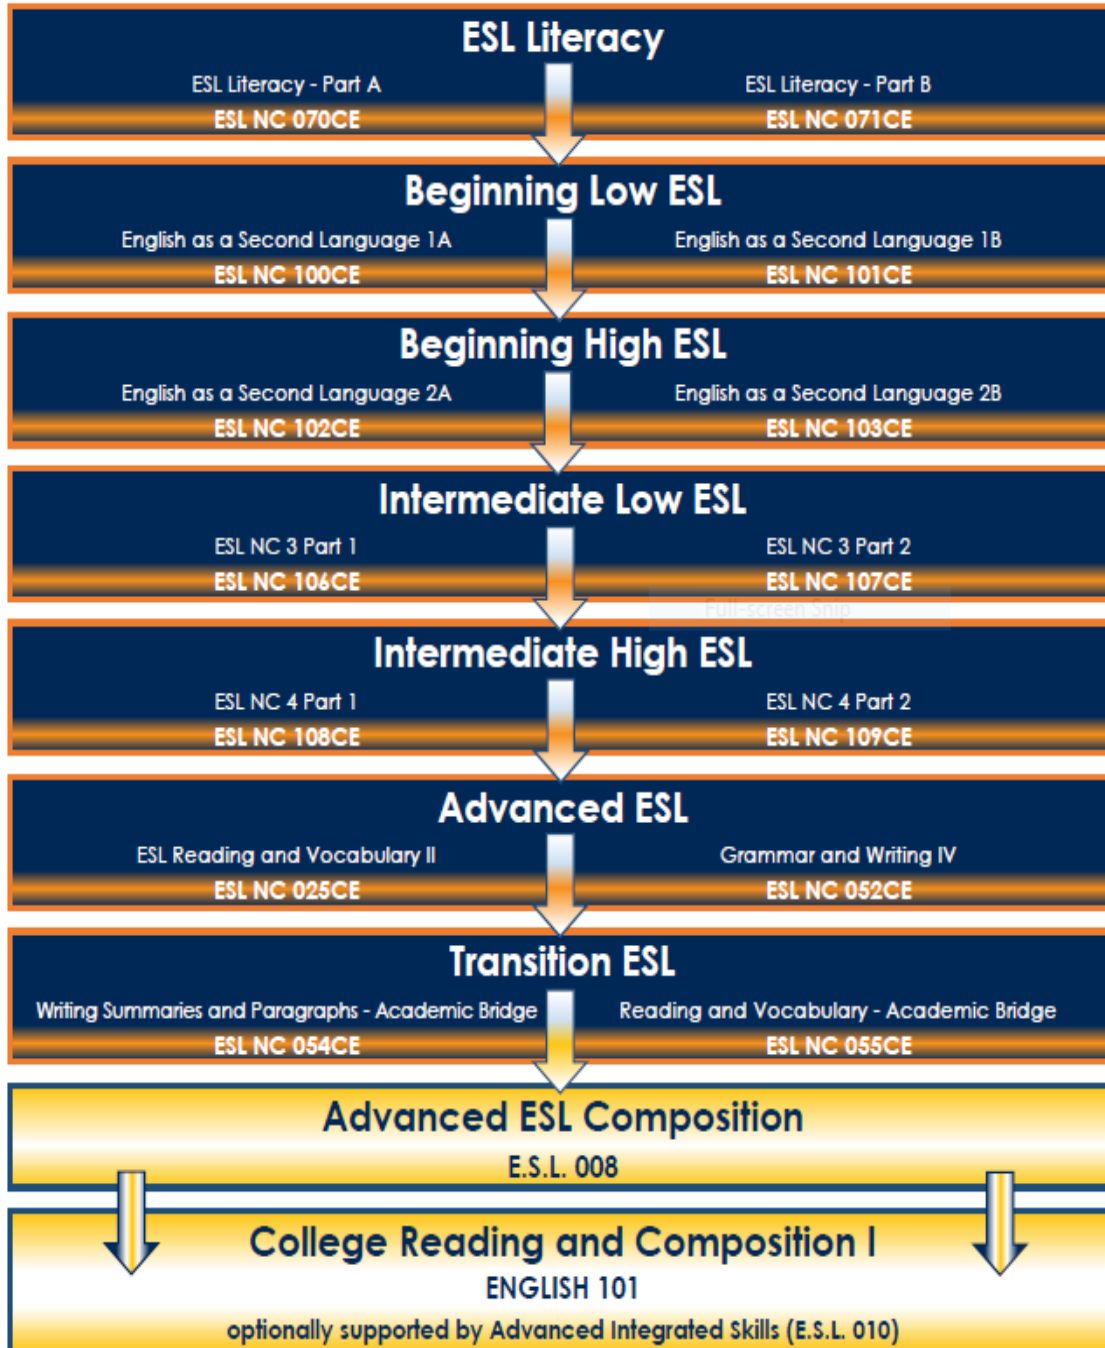 ESL Literacy
ESL Literacy - Part A
ESL Literacy - Part B
ESL NC 070CE
ESL NC 071CE
Beginning Low ESL
English as a Second Language 1A
English as a Second Language 1B
ESL NC 100CE
ESL NC 101CE
Beginning High ESL
English as a Second Language 2A
English as a Second Language 2B
ESL NC 102CE
ESL NC 103CE
Intermediate Low ESL
ESL NC 3 Part 1
ESL NC 3 Part 2
ESL NC 106CE
ESL NC 107CE
Full-screen Snip
Intermediate High ESL
ESL NC 4 Part 1
ESL NC 4 Part 2
ESL NC 108CE
ESL NC 109CE
Advanced ESL
ESL Reading and Vocabulary II
Grammar and Writing IV
ESL NC 025CE
ESL NC 052CE
Transition ESL
Writing Summaries and Paragraphs - Academic Bridge
Reading and Vocabulary - Academic Bridge
ESL NC 054CE
ESL NC 055CE
Advanced ESL Composition
E.S.L. 008
College Reading and Composition I
ENGLISH 101
optionally supported by Advanced Integrated Skills (E.S.L. 010)